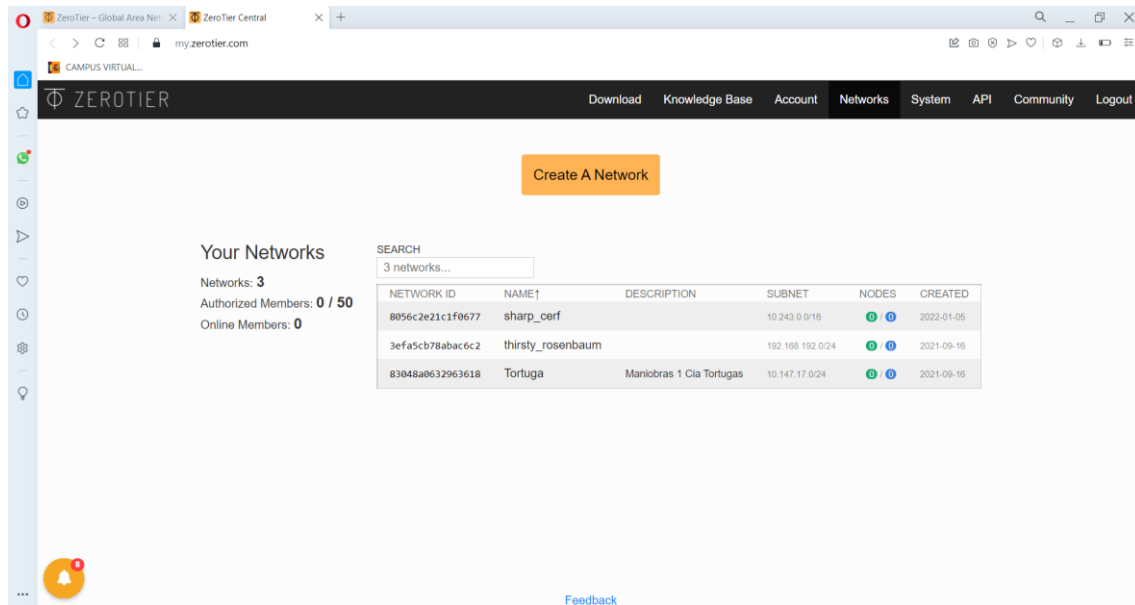 ZeroTier – Global Area Net
ZeroTier Central
my.zerotier.com
CAMPUS VIRTUAL...
ZEROTIER
Download Knowledge Base Account Networks System API Community Logout
Create A Network
Your Networks
Networks: 3
Authorized Members: 0 / 50
Online Members: 0
SEARCH
3 networks...
NETWORK ID NAME↑ DESCRIPTION SUBNET NODES CREATED
8056c2e21c1f0677 sharp_cerf 10.243.0.0/16 0 / 0 2022-01-05
3efa5cb78abac6c2 thirsty_rosenbaum 192.168.192.0/24 0 / 0 2021-09-16
83048a0632963618 Tortuga Maniobras 1 Cia Tortugas 10.147.17.0/24 0 / 0 2021-09-16
8
Feedback